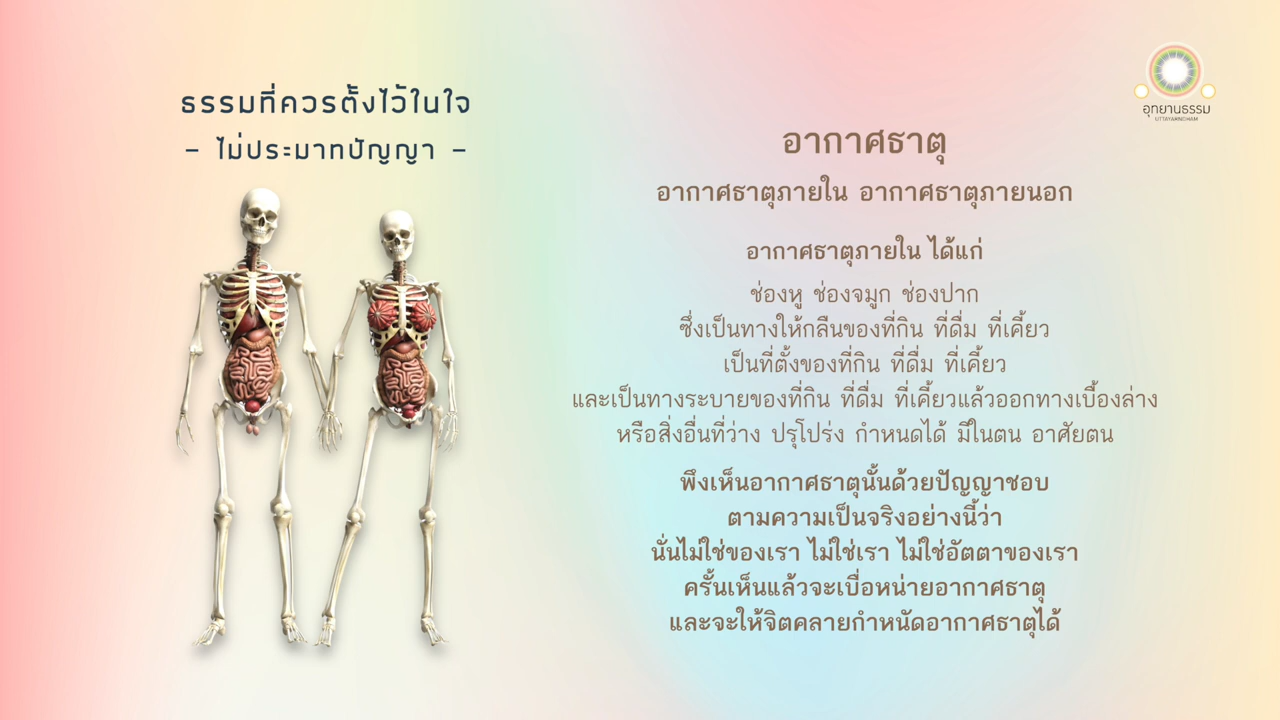 ธรรมที่ควรตั้งไว้ในใจ
– ไม่ประมาทปัญญา –
อุทยานธรรม
UTTAYARNDHAM
อากาศธาตุ
อากาศธาตุภายใน อากาศธาตุภายนอก
อากาศธาตุภายใน ได้แก่
ช่องหู ช่องจมูก ช่องปาก
ซึ่งเป็นทางให้กลืนของที่กิน ที่ดื่ม ที่เคี้ยว
เป็นที่ตั้งของที่กิน ที่ดื่ม ที่เคี้ยว
และเป็นทางระบายของที่กิน ที่ดื่ม ที่เคี้ยวแล้วออกทางเบื้องล่าง
หรือสิ่งอื่นที่ว่าง ปรุโปร่ง กำหนดได้ มีในตน อาศัยตน
พึงเห็นอากาศธาตุนั้นด้วยปัญญาชอบ
ตามความเป็นจริงอย่างนี้ว่า
นั่นไม่ใช่ของเรา ไม่ใช่เรา ไม่ใช่อัตตาของเรา
ครั้นเห็นแล้วจะเบื่อหน่ายอากาศธาตุ
และจะให้จิตคลายกำหนัดอากาศธาตุได้